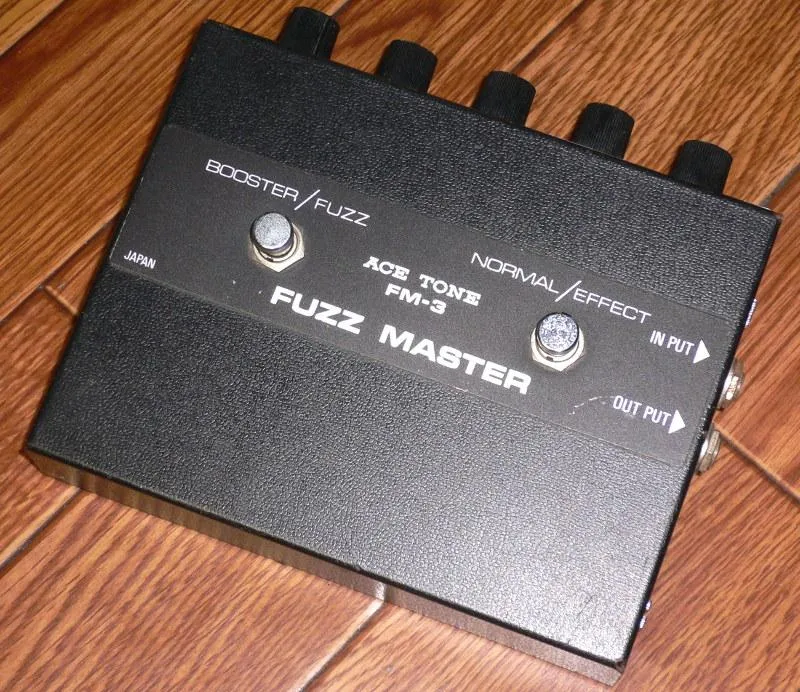 BOOSTER/FUZZ
NORMAL/EFFECT
JAPAN
ACE TONE
FM-3
FUZZ MASTER
IN PUT
OUT PUT